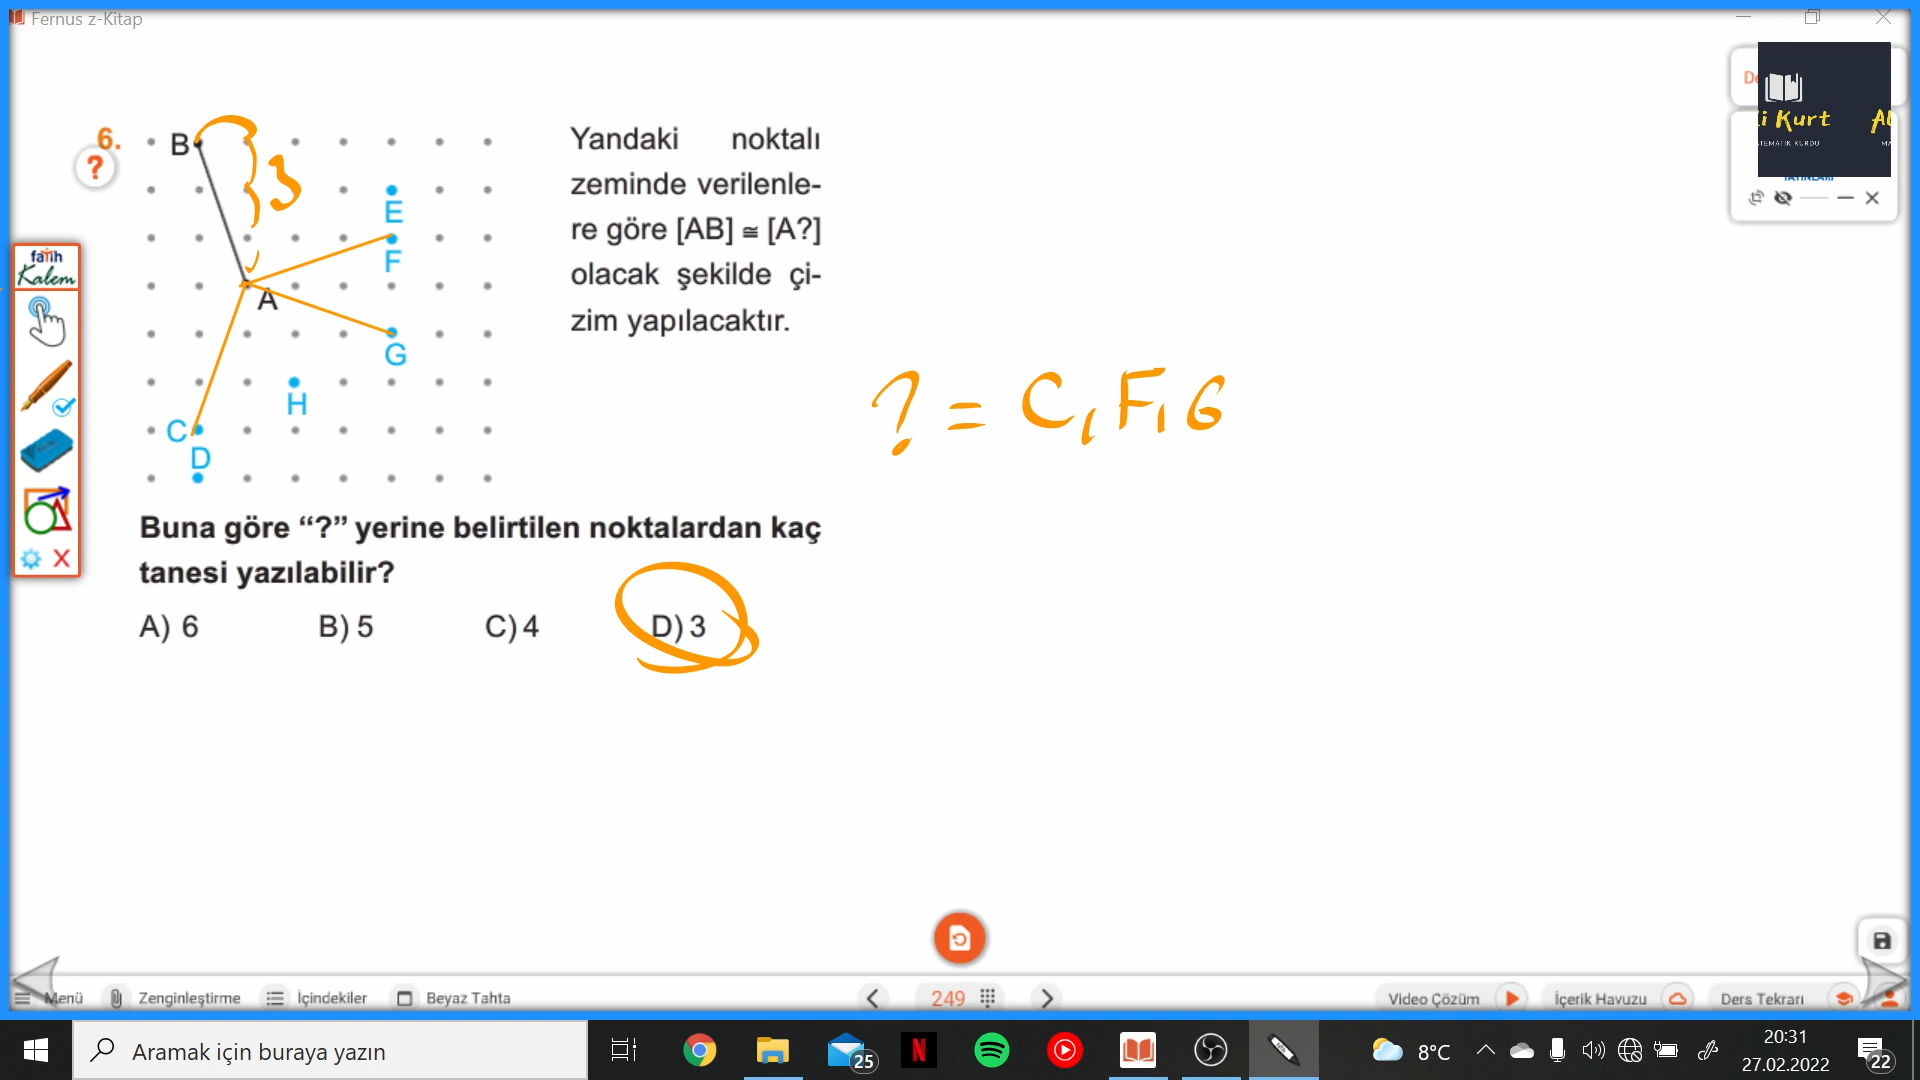 Fernus z-Kitap
6.
?
B
3
E
F
A
G
H
C
D
Yandaki noktalı
zeminde verilenle-
re göre [AB] ≅ [A?]
olacak şekilde çi-
zim yapılacaktır.
? = C, F, G
Buna göre “?” yerine belirtilen noktalardan kaç
tanesi yazılabilir?
A) 6 B) 5 C) 4 D) 3
fatih
Kalem
i Kurt
Menü Zenginleştirme İçindekiler Beyaz Tahta 249 Video Çözüm İçerik Havuzu Ders Tekrarı
Aramak için buraya yazın 25 8°C 20:31 27.02.2022 22